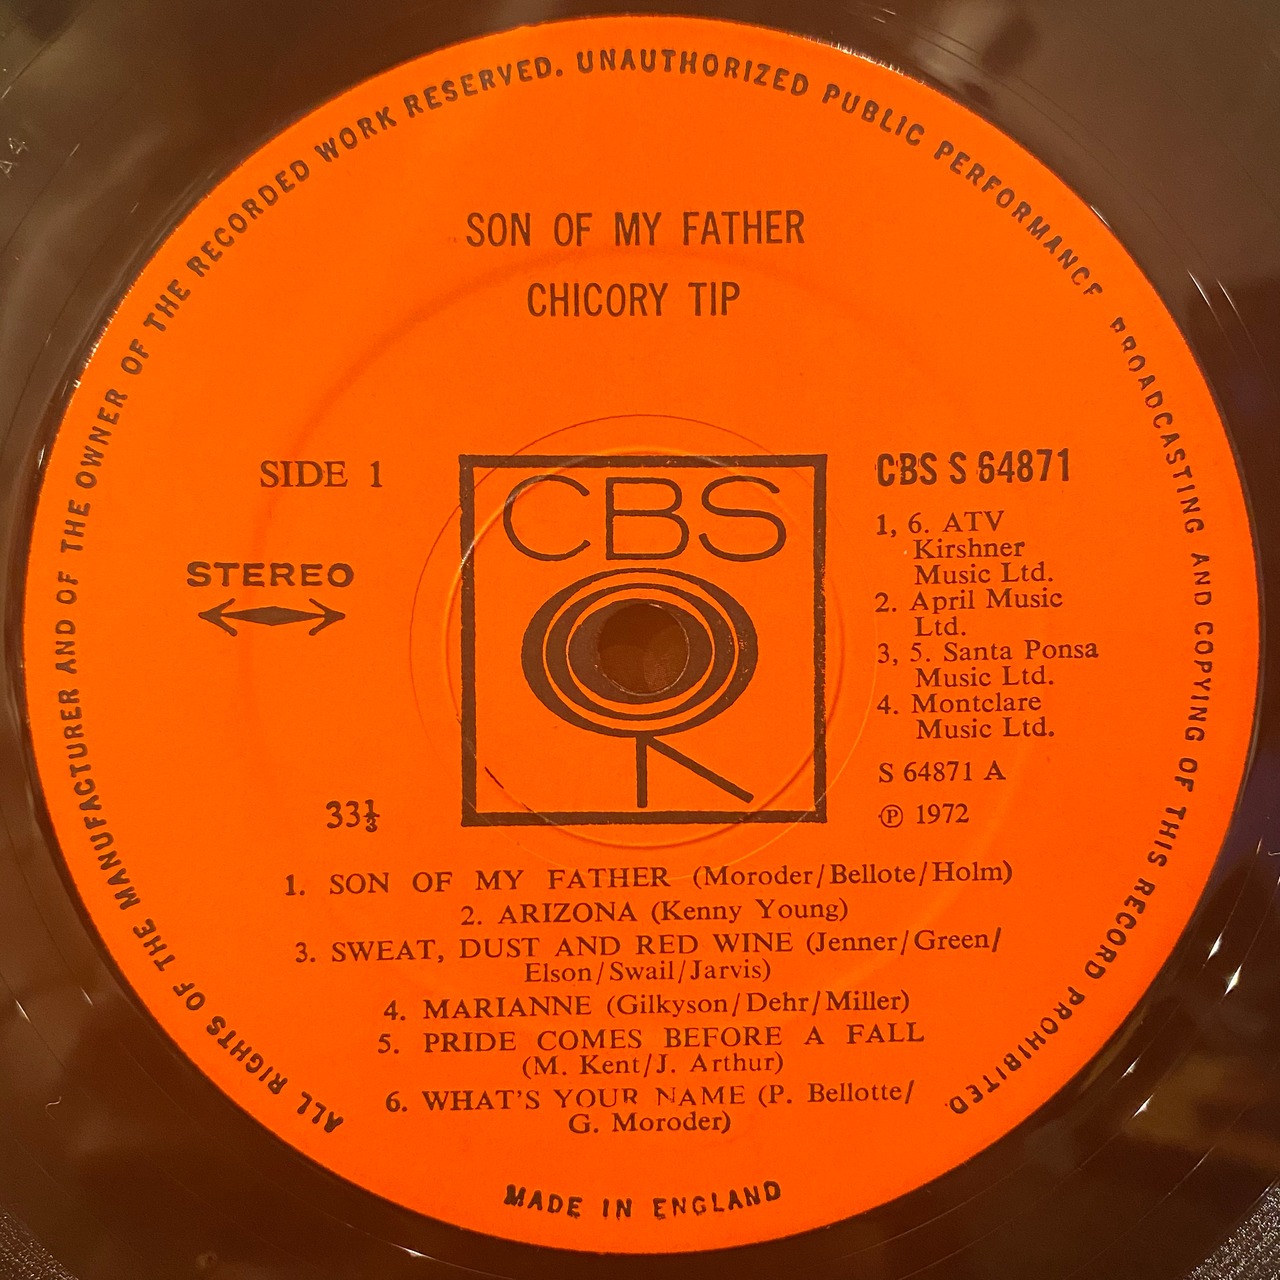 ALL RIGHTS OF THE MANUFACTURER AND OF THE OWNER OF THE RECORDED WORK RESERVED. UNAUTHORIZED PUBLIC PERFORMANCE BROADCASTING AND COPYING OF THIS RECORD PROHIBITED.
SON OF MY FATHER
CHICORY TIP
SIDE 1
STEREO
33⅓
CBS
CBS S 64871
1, 6. ATV
Kirshner
Music Ltd.
2. April Music
Ltd.
3, 5. Santa Ponsa
Music Ltd.
4. Montclare
Music Ltd.
S 64871 A
℗ 1972
1. SON OF MY FATHER (Moroder/Bellote/Holm)
2. ARIZONA (Kenny Young)
3. SWEAT, DUST AND RED WINE (Jenner/Green/
Elson/Swail/Jarvis)
4. MARIANNE (Gilkyson/Dehr/Miller)
5. PRIDE COMES BEFORE A FALL
(M. Kent/J. Arthur)
6. WHAT'S YOUR NAME (P. Bellotte/
G. Moroder)
MADE IN ENGLAND